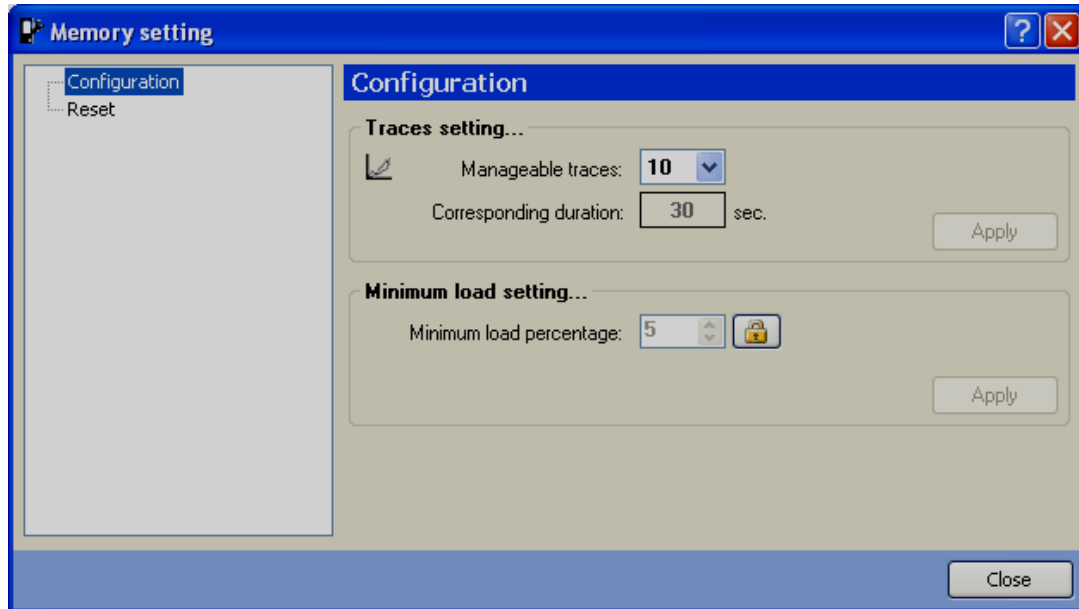 Memory setting
Configuration
Reset
Configuration
Traces setting...
Manageable traces: 10
Corresponding duration: 30 sec.
Apply
Minimum load setting...
Minimum load percentage: 5
Apply
Close